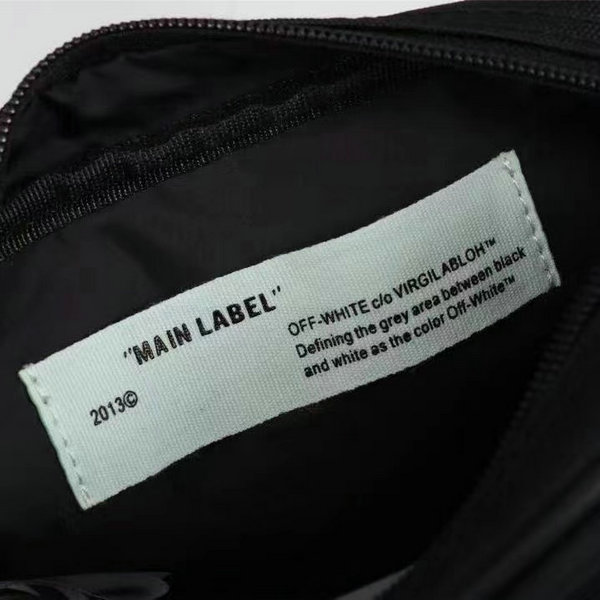 "MAIN LABEL"
2013©
OFF-WHITE c/o VIRGIL ABLOH™
Defining the grey area between black
and white as the color Off-White™